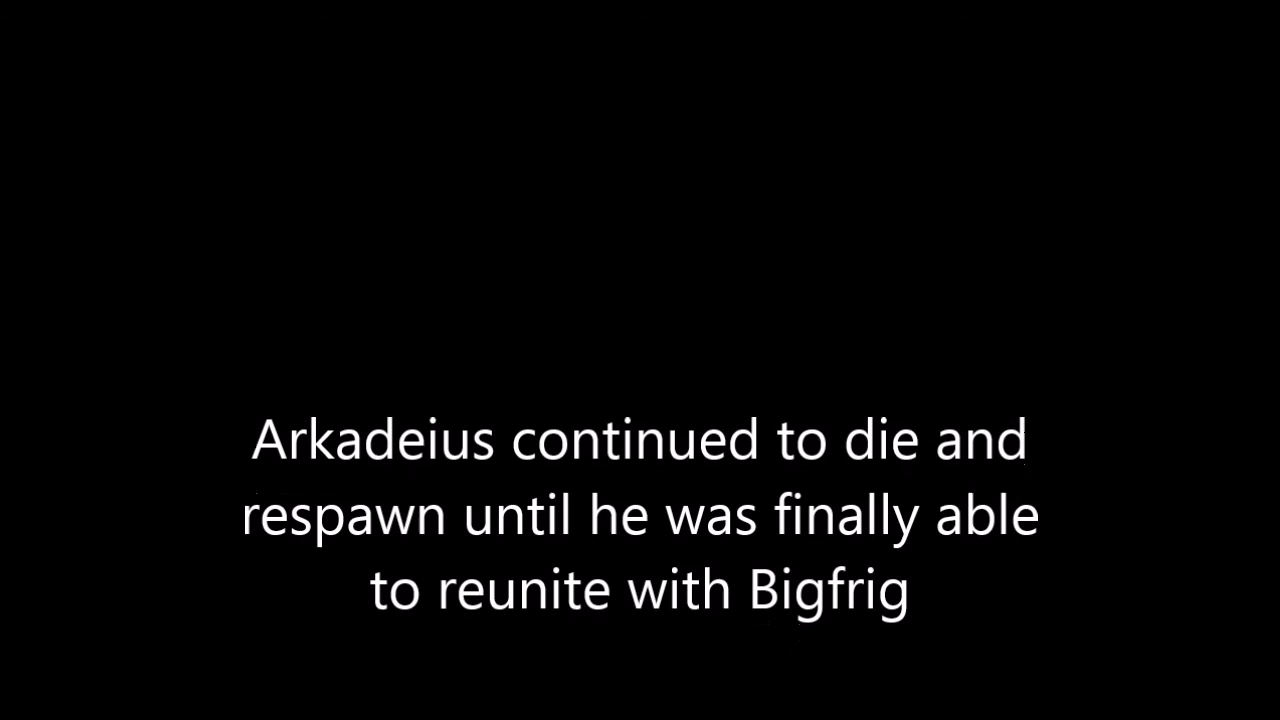 Arkadeius continued to die and
respawn until he was finally able
to reunite with Bigfrig